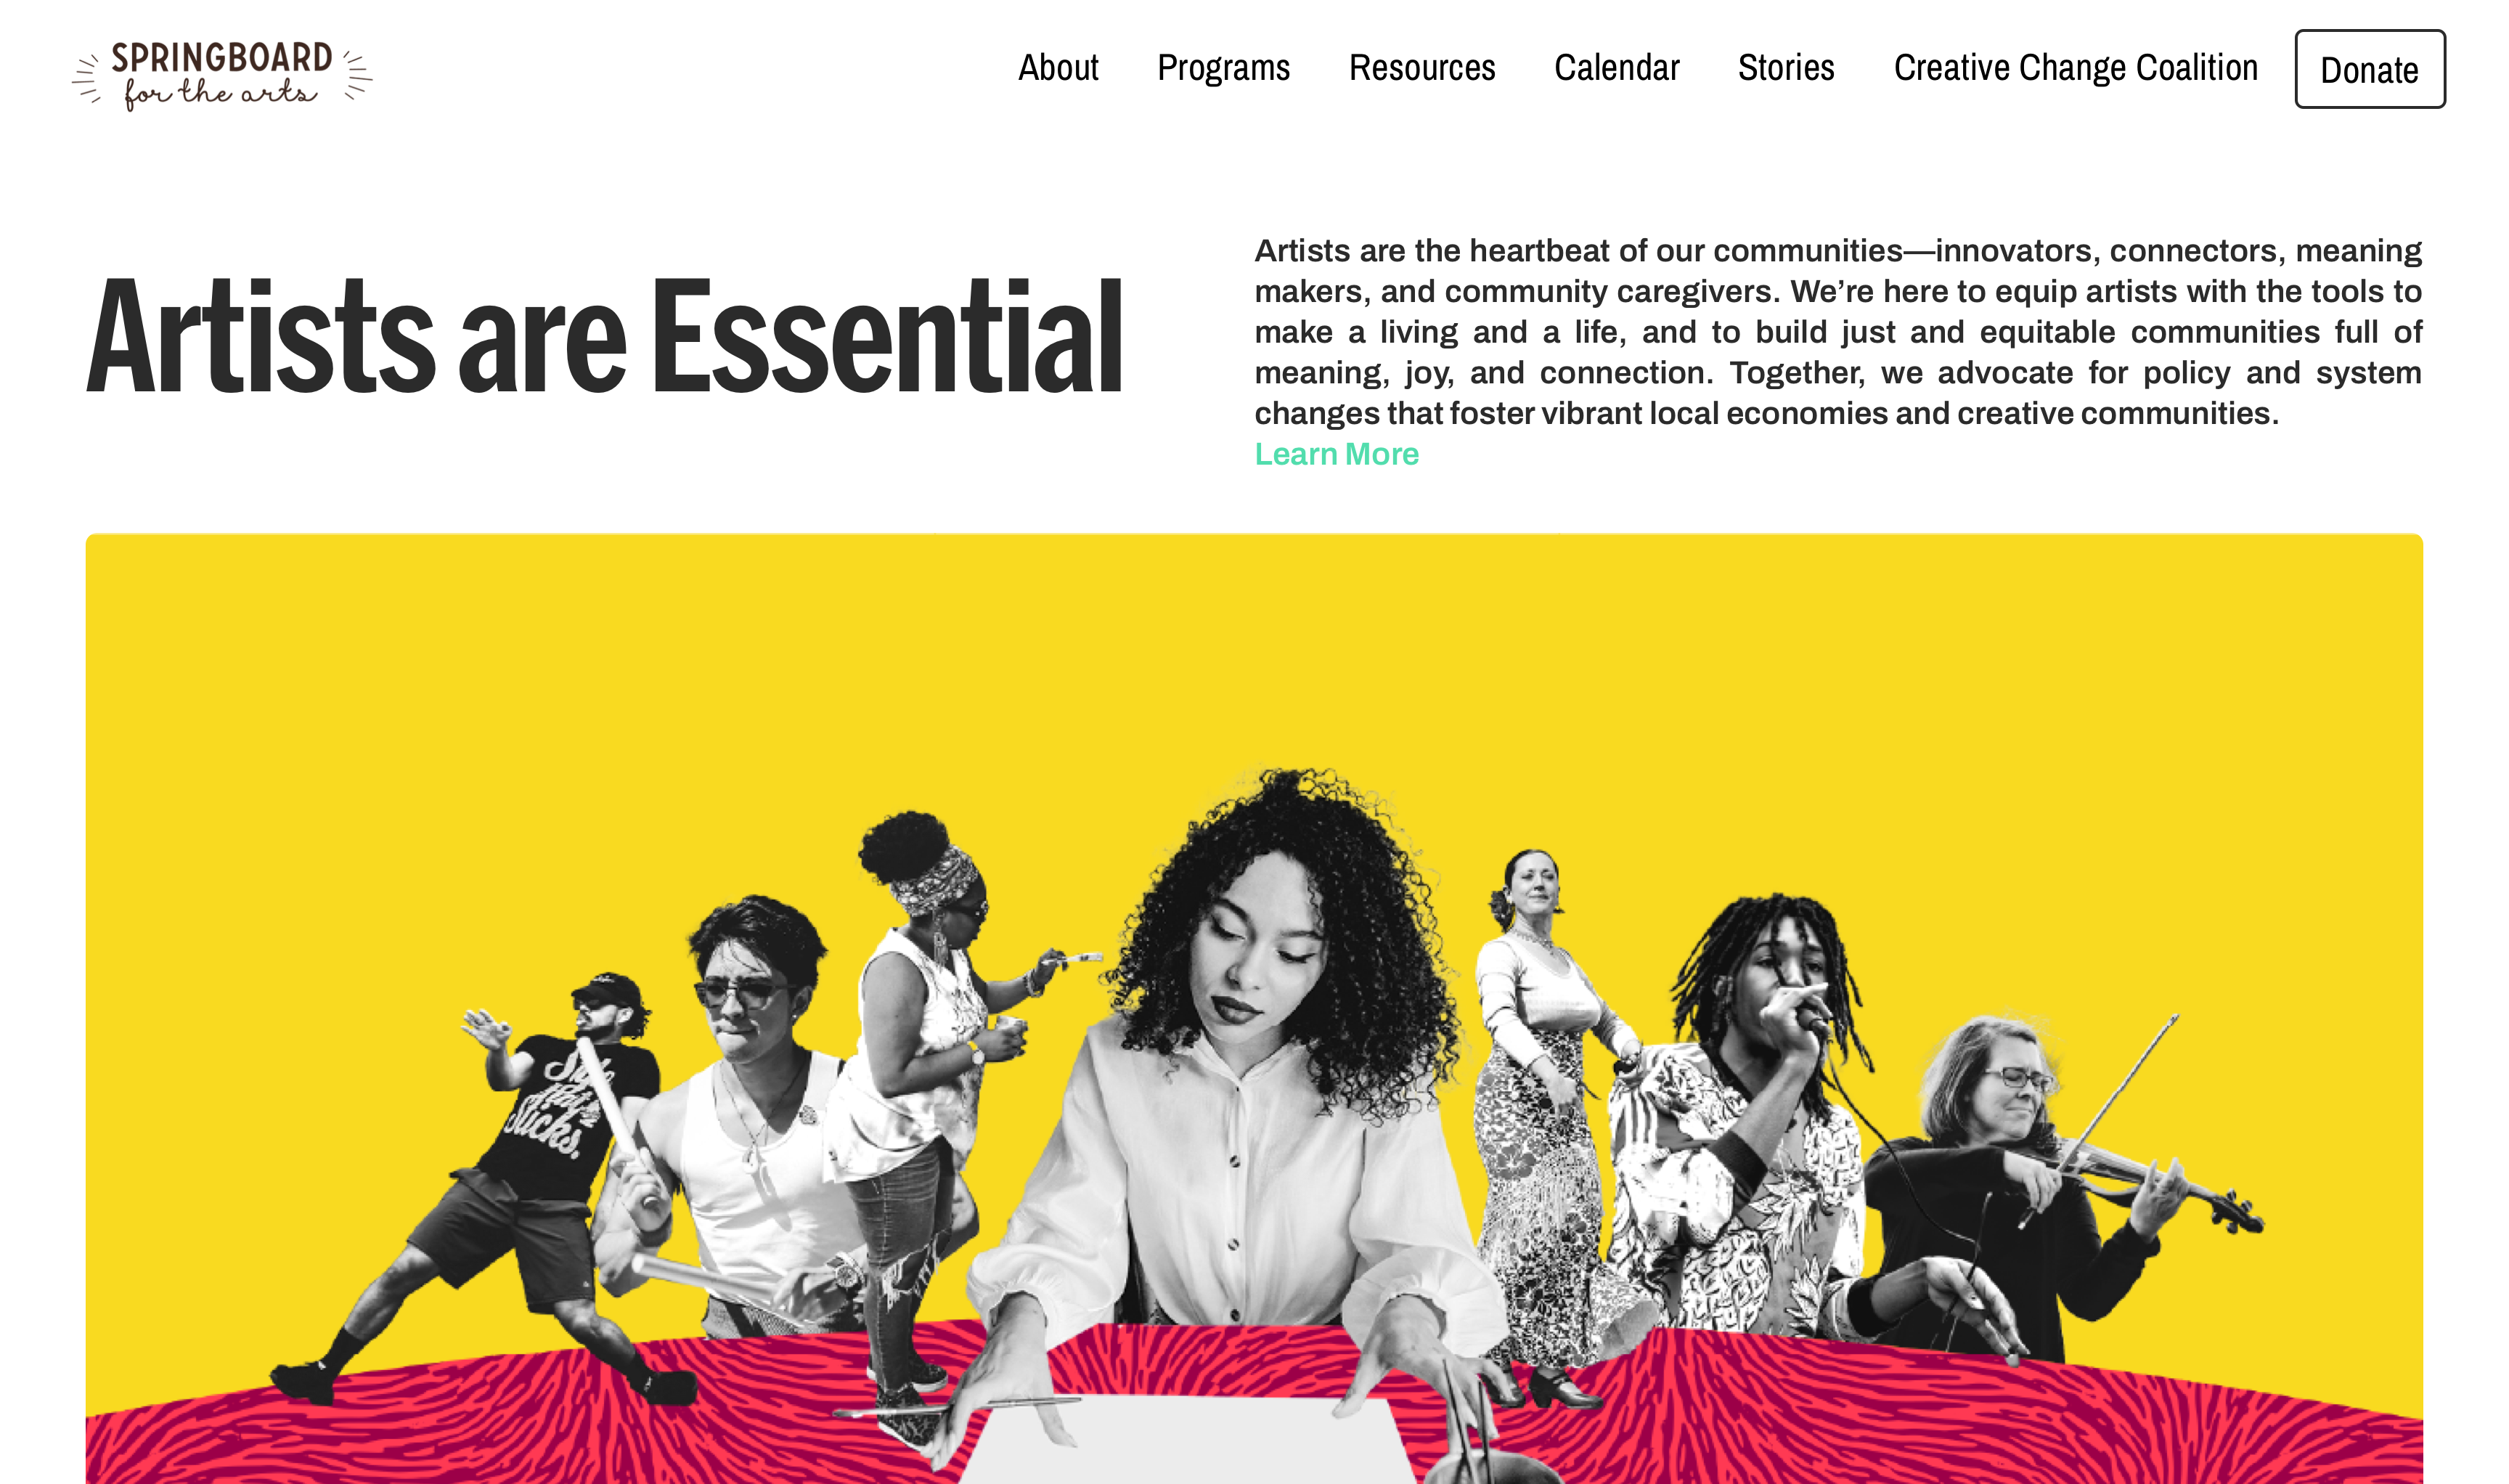 SPRINGBOARD
for the arts
About Programs Resources Calendar Stories Creative Change Coalition Donate
Artists are Essential
Artists are the heartbeat of our communities—innovators, connectors, meaning
makers, and community caregivers. We’re here to equip artists with the tools to
make a living and a life, and to build just and equitable communities full of
meaning, joy, and connection. Together, we advocate for policy and system
changes that foster vibrant local economies and creative communities.
Learn More
Sticks.